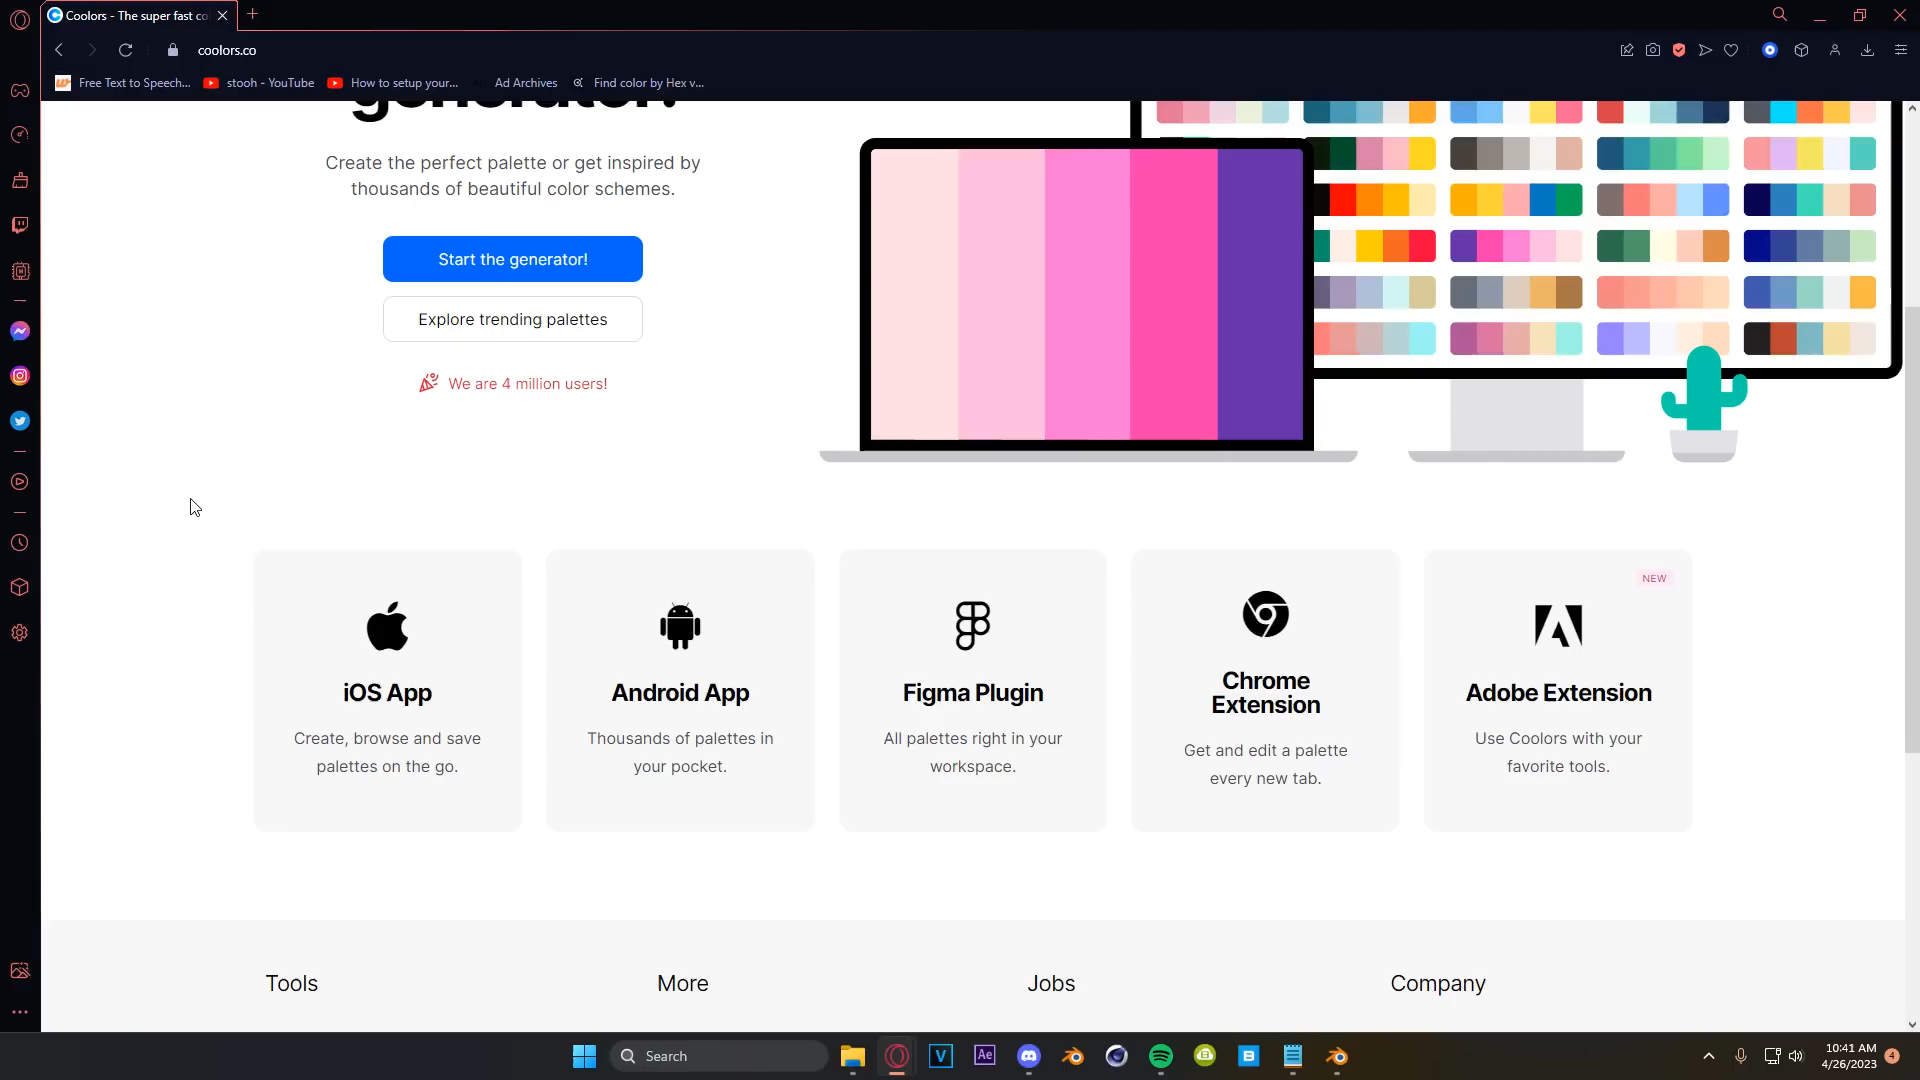 Coolors - The super fast co
coolors.co
Free Text to Speech...
stooh - YouTube
How to setup your...
Ad Archives
Find color by Hex v...
generator!
Create the perfect palette or get inspired by
thousands of beautiful color schemes.
Start the generator!
Explore trending palettes
We are 4 million users!
iOS App
Create, browse and save
palettes on the go.
Android App
Thousands of palettes in
your pocket.
Figma Plugin
All palettes right in your
workspace.
Chrome
Extension
Get and edit a palette
every new tab.
NEW
Adobe Extension
Use Coolors with your
favorite tools.
Tools
More
Jobs
Company
Search
V
Ae
B
10:41 AM
4/26/2023
4